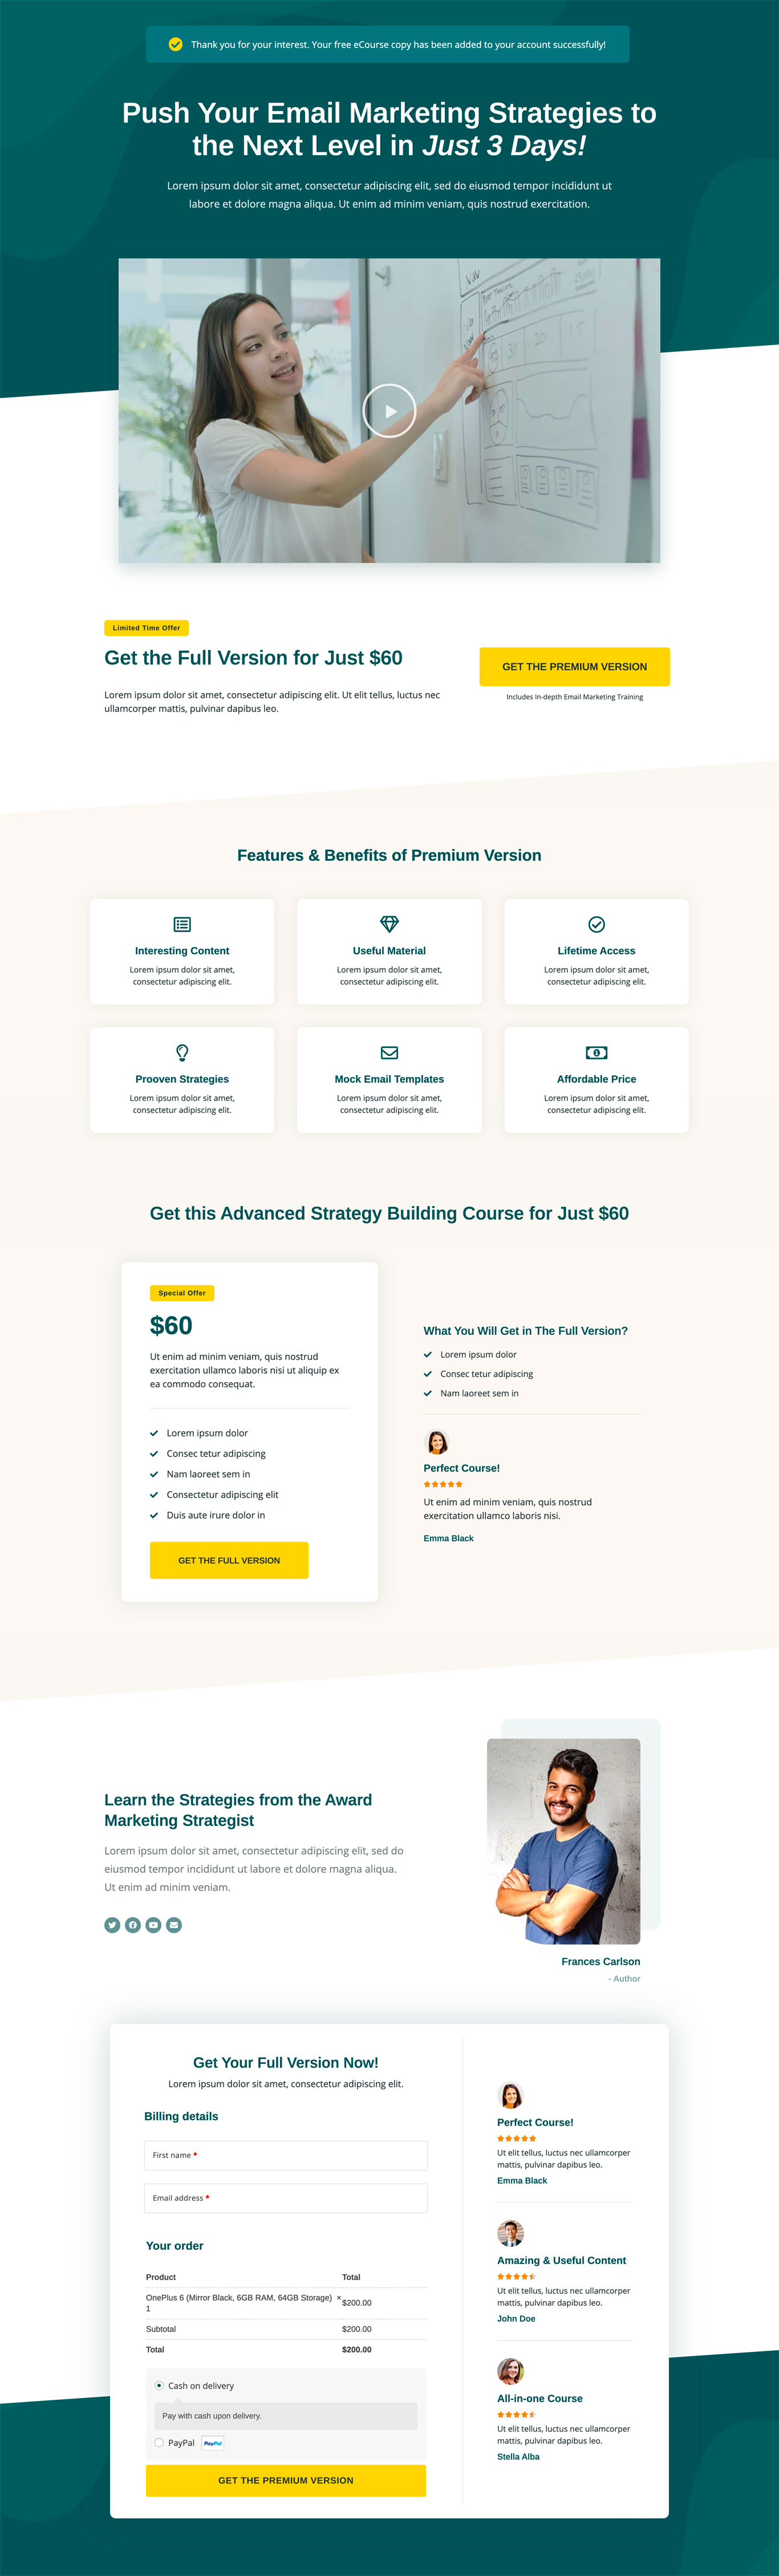 Thank you for your interest. Your free eCourse copy has been added to your account successfully!
Push Your Email Marketing Strategies to
the Next Level in Just 3 Days!
Lorem ipsum dolor sit amet, consectetur adipiscing elit, sed do eiusmod tempor incididunt ut
labore et dolore magna aliqua. Ut enim ad minim veniam, quis nostrud exercitation.
Limited Time Offer
Get the Full Version for Just $60
Lorem ipsum dolor sit amet, consectetur adipiscing elit. Ut elit tellus, luctus nec
ullamcorper mattis, pulvinar dapibus leo.
GET THE PREMIUM VERSION
Includes In-depth Email Marketing Training
Features & Benefits of Premium Version
Interesting Content
Lorem ipsum dolor sit amet,
consectetur adipiscing elit.
Useful Material
Lorem ipsum dolor sit amet,
consectetur adipiscing elit.
Lifetime Access
Lorem ipsum dolor sit amet,
consectetur adipiscing elit.
Prooven Strategies
Lorem ipsum dolor sit amet,
consectetur adipiscing elit.
Mock Email Templates
Lorem ipsum dolor sit amet,
consectetur adipiscing elit.
Affordable Price
Lorem ipsum dolor sit amet,
consectetur adipiscing elit.
Get this Advanced Strategy Building Course for Just $60
Special Offer
$60
Ut enim ad minim veniam, quis nostrud
exercitation ullamco laboris nisi ut aliquip ex
ea commodo consequat.
Lorem ipsum dolor
Consec tetur adipiscing
Nam laoreet sem in
Consectetur adipiscing elit
Duis aute irure dolor in
GET THE FULL VERSION
What You Will Get in The Full Version?
Lorem ipsum dolor
Consec tetur adipiscing
Nam laoreet sem in
Perfect Course!
Ut enim ad minim veniam, quis nostrud
exercitation ullamco laboris nisi.
Emma Black
Learn the Strategies from the Award
Marketing Strategist
Lorem ipsum dolor sit amet, consectetur adipiscing elit, sed do
eiusmod tempor incididunt ut labore et dolore magna aliqua.
Ut enim ad minim veniam.
Frances Carlson
- Author
Get Your Full Version Now!
Lorem ipsum dolor sit amet, consectetur adipiscing elit.
Billing details
First name *
Email address *
Your order
Product Total
OnePlus 6 (Mirror Black, 6GB RAM, 64GB Storage) × $200.00
1
Subtotal $200.00
Total $200.00
Cash on delivery
Pay with cash upon delivery.
PayPal PayPal
GET THE PREMIUM VERSION
Perfect Course!
Ut elit tellus, luctus nec ullamcorper
mattis, pulvinar dapibus leo.
Emma Black
Amazing & Useful Content
Ut elit tellus, luctus nec ullamcorper
mattis, pulvinar dapibus leo.
John Doe
All-in-one Course
Ut elit tellus, luctus nec ullamcorper
mattis, pulvinar dapibus leo.
Stella Alba